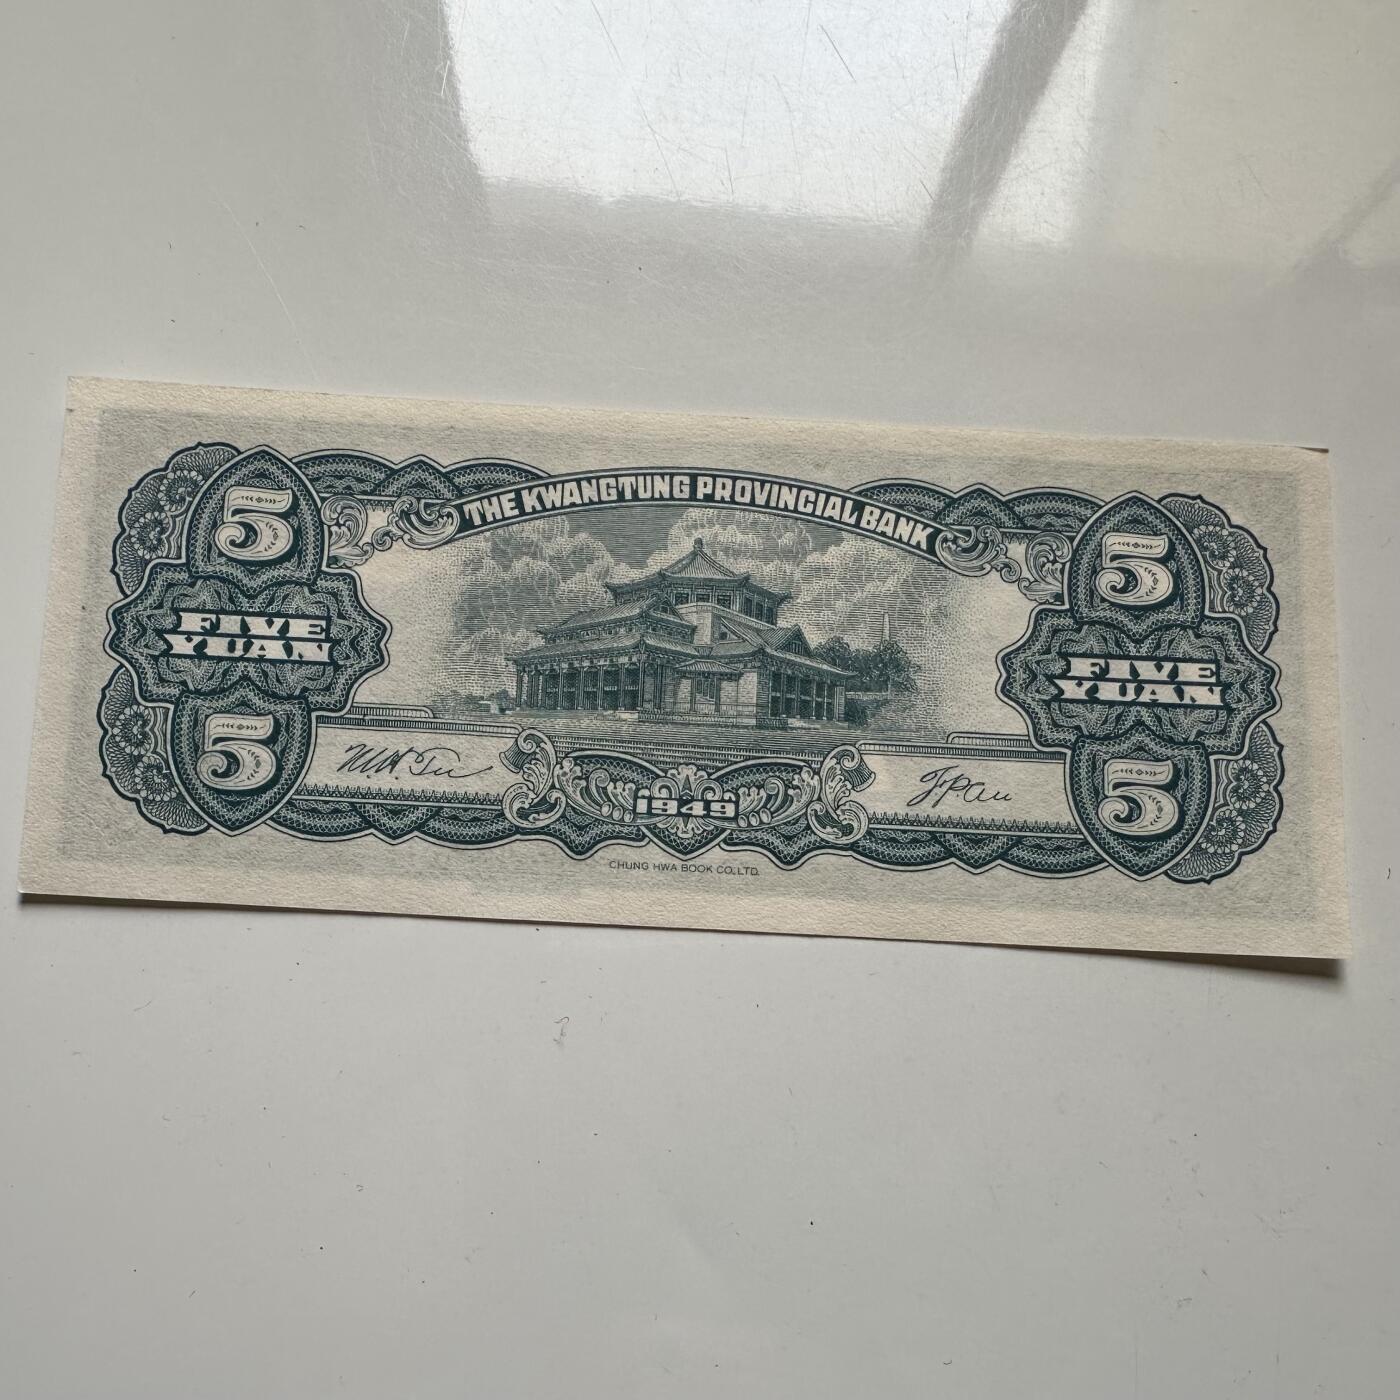 THE KWANGTUNG PROVINCIAL BANK
5
5
FIVE
YUAN
FIVE
YUAN
5
5
1949
CHUNG HWA BOOK CO., LTD.